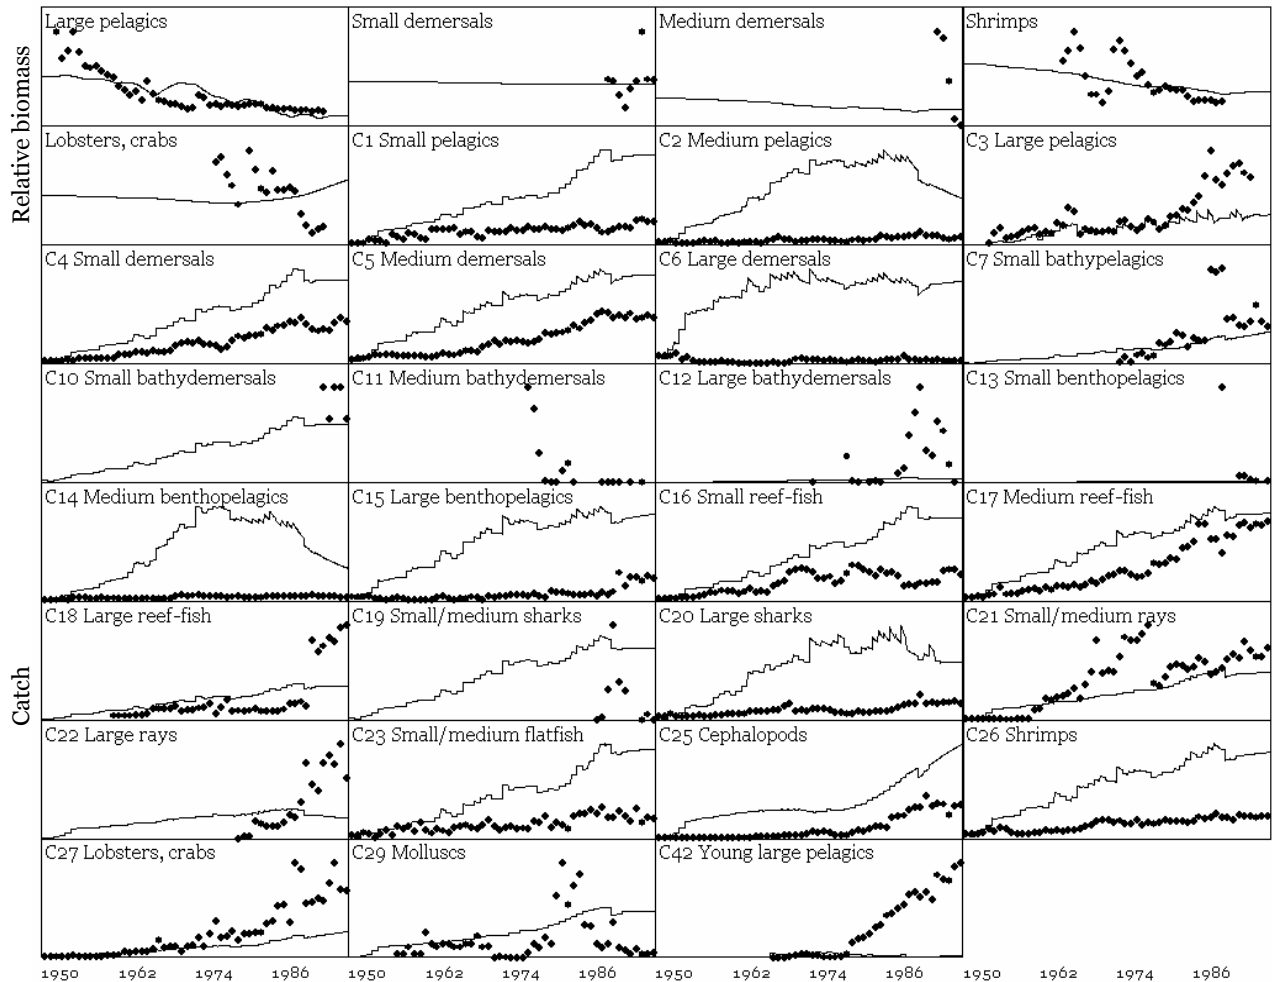 Relative biomass
Large pelagics
Small demersals
Medium demersals
Shrimps
Lobsters, crabs
C1 Small pelagics
C2 Medium pelagics
C3 Large pelagics
C4 Small demersals
C5 Medium demersals
C6 Large demersals
C7 Small bathypelagics
C10 Small bathydemersals
C11 Medium bathydemersals
C12 Large bathydemersals
C13 Small benthopelagics
C14 Medium benthopelagics
C15 Large benthopelagics
C16 Small reef-fish
C17 Medium reef-fish
Catch
C18 Large reef-fish
C19 Small/medium sharks
C20 Large sharks
C21 Small/medium rays
C22 Large rays
C23 Small/medium flatfish
C25 Cephalopods
C26 Shrimps
C27 Lobsters, crabs
C29 Molluscs
C42 Young large pelagics
1950 1962 1974 1986 1950 1962 1974 1986 1950 1962 1974 1986 1950 1962 1974 1986